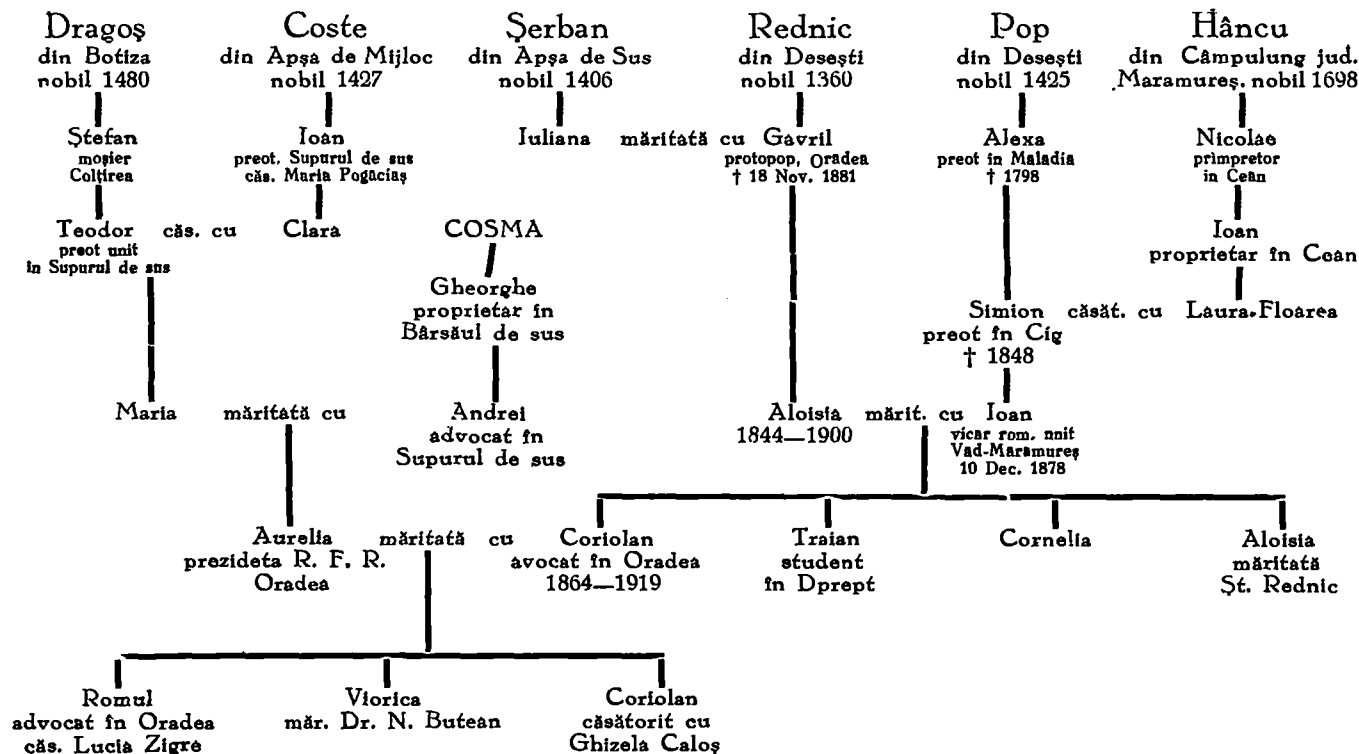 Dragoş
din Botiza
nobil 1480
Coste
din Apşa de Mijloc
nobil 1427
Şerban
din Apşa de Sus
nobil 1406
Rednic
din Deseşti
nobil 1360
Pop
din Deseşti
nobil 1425
Hâncu
din Câmpulung jud.
Maramureş. nobil 1698
Ştefan
moşier
Colţirea
Ioan
preot. Supurul de sus
căs. Maria Pogăciaş
Iuliana măritată cu Gavril
protopop, Oradea
† 18 Nov. 1881
Alexa
preot in Maladia
† 1798
Nicolae
primpretor
in Cean
Teodor căs. cu Clara
preot unit
în Supurul de sus
COSMA
Gheorghe
proprietar în
Bârsăul de sus
Ioan
proprietar în Cean
Simion căsăt. cu Laura-Floarea
preot în Cig
† 1848
Maria măritată cu Andrei
advocat în
Supurul de sus
Aloisia mărit. cu Ioan
1844—1900
vicar rom. nnit
Vad-Maramureş
10 Dec. 1878
Aurelia măritată cu Coriolan
prezideta R. F. R.
Oradea
avocat în Oradea
1864—1919
Traian
student
în Dprept
Cornelia
Aloisia
măritată
Şt. Rednic
Romul
advocat în Oradea
căs. Lucia Zigre
Viorica
măr. Dr. N. Butean
Coriolan
căsătorit cu
Ghizela Caloş